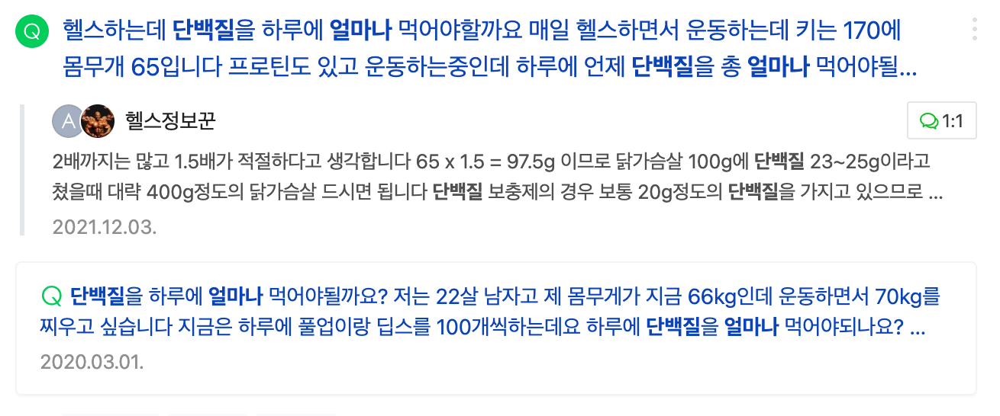 Q 헬스하는데 단백질을 하루에 얼마나 먹어야할까요 매일 헬스하면서 운동하는데 키는 170에
몸무개 65입니다 프로틴도 있고 운동하는중인데 하루에 언제 단백질을 총 얼마나 먹어야될...
A 헬스정보꾼 1:1
2배까지는 많고 1.5배가 적절하다고 생각합니다 65 x 1.5 = 97.5g 이므로 닭가슴살 100g에 단백질 23~25g이라고
쳤을때 대략 400g정도의 닭가슴살 드시면 됩니다 단백질 보충제의 경우 보통 20g정도의 단백질을 가지고 있으므로 ...
2021.12.03.
Q 단백질을 하루에 얼마나 먹어야될까요? 저는 22살 남자고 제 몸무게가 지금 66kg인데 운동하면서 70kg를
찌우고 싶습니다 지금은 하루에 풀업이랑 딥스를 100개씩하는데요 하루에 단백질을 얼마나 먹어야되나요? ...
2020.03.01.